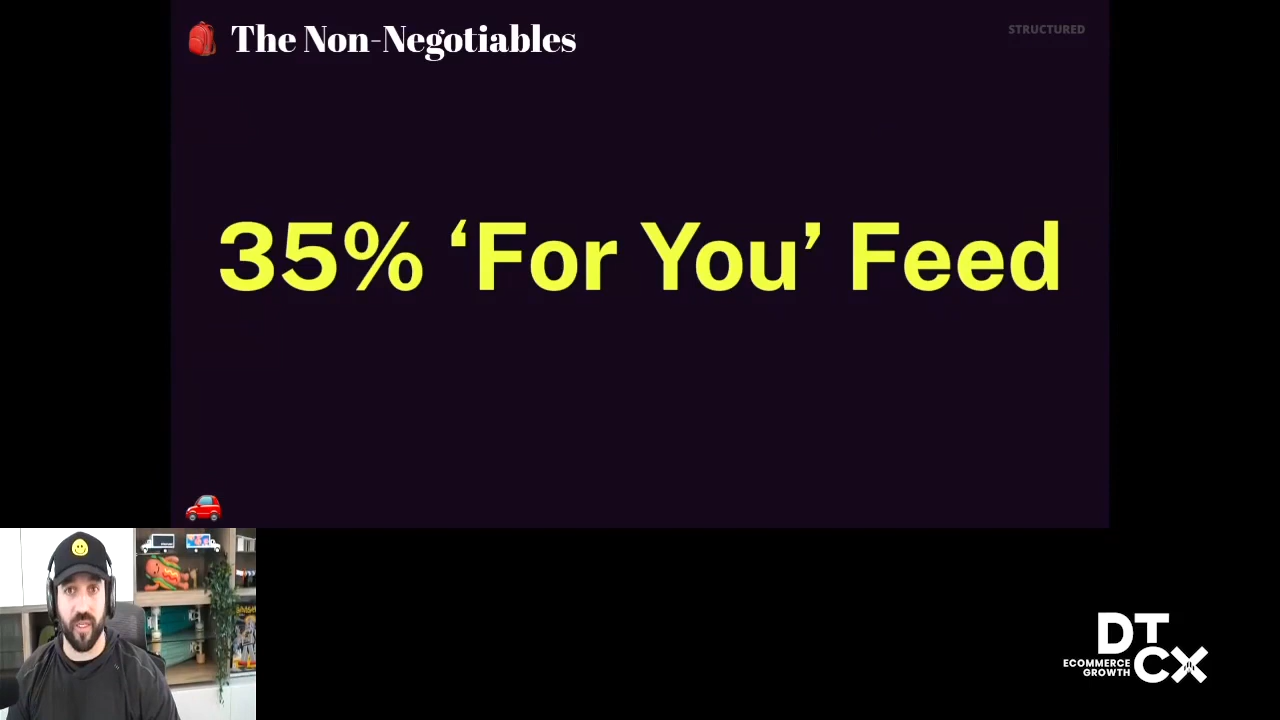 The Non-Negotiables
STRUCTURED
35% ‘For You’ Feed
DT
ECOMMERCE
GROWTH
CX